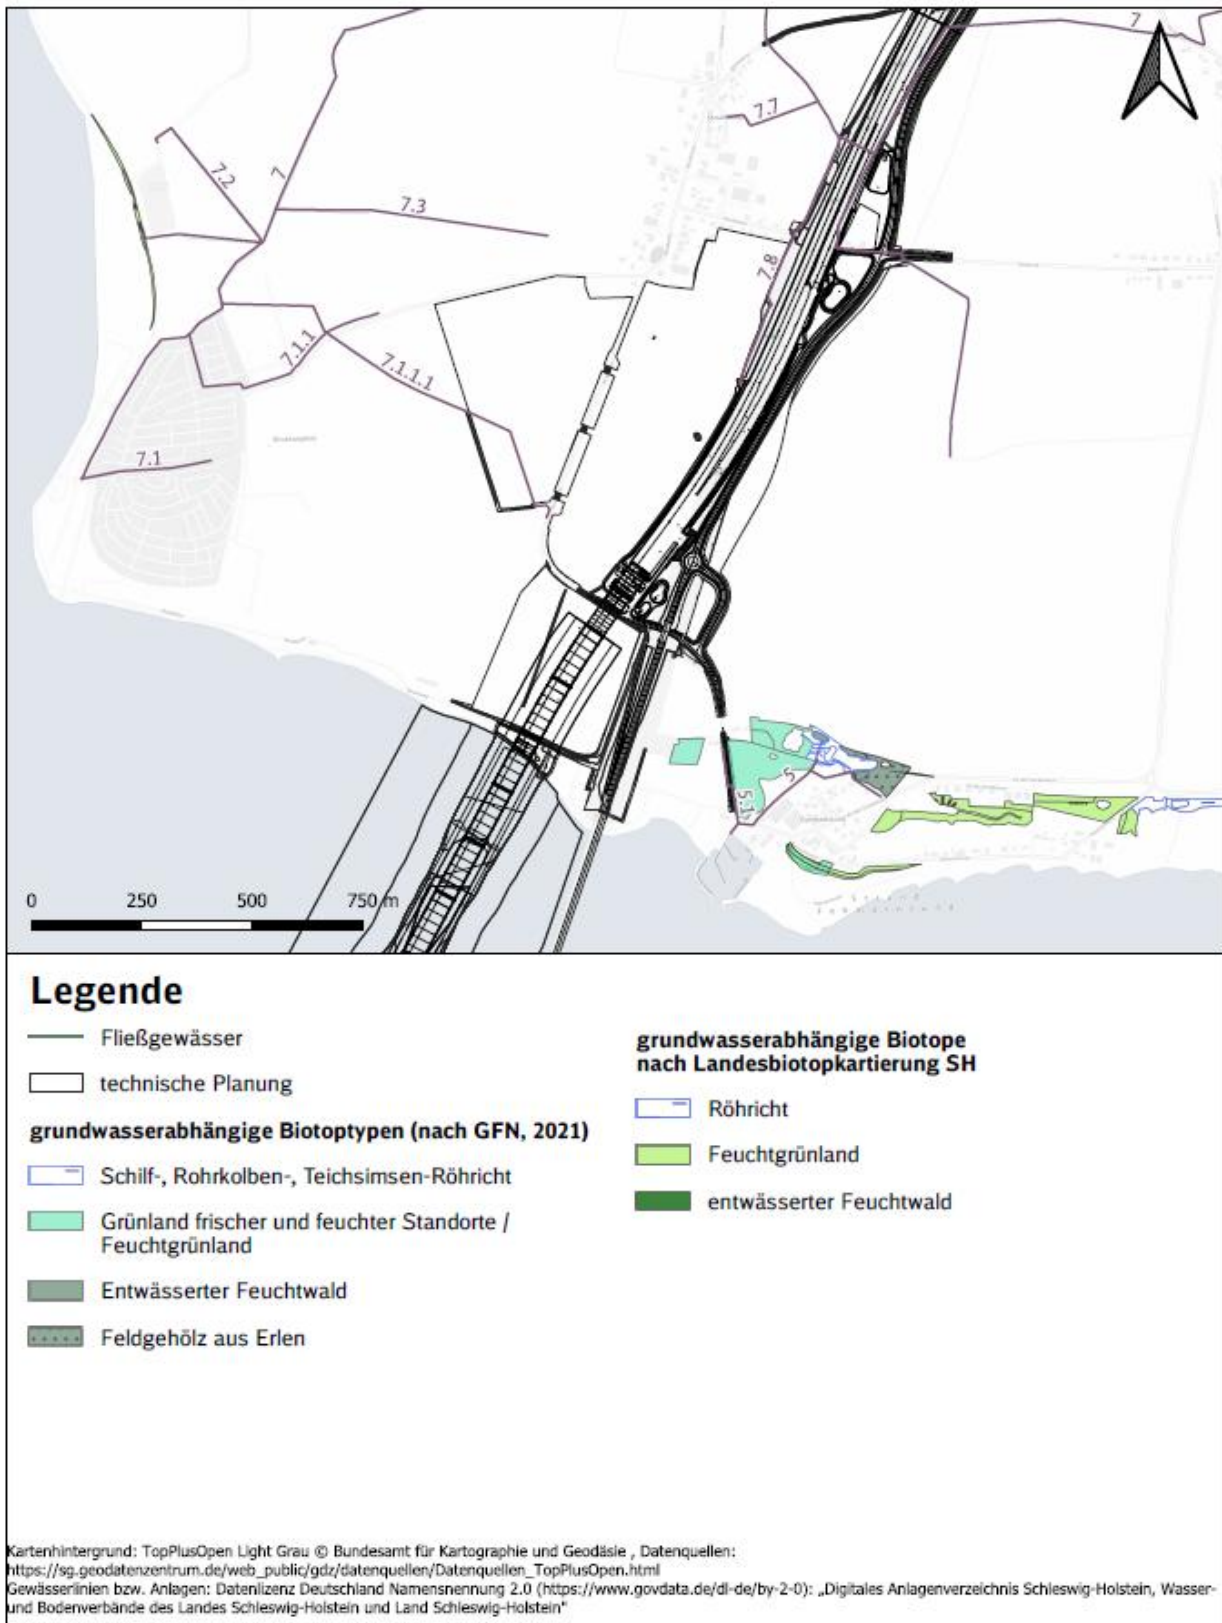 7
7.7
7.2
7
7.3
7.8
7.1.1
7.1.1.1
7.1
5
5.1
0 250 500 750 m
Legende
Fließgewässer
technische Planung
grundwasserabhängige Biotoptypen (nach GFN, 2021)
Schilf-, Rohrkolben-, Teichsimsen-Röhricht
Grünland frischer und feuchter Standorte /
Feuchtgrünland
Entwässerter Feuchtwald
Feldgehölz aus Erlen
grundwasserabhängige Biotope
nach Landesbiotopkartierung SH
Röhricht
Feuchtgrünland
entwässerter Feuchtwald
Kartenhintergrund: TopPlusOpen Light Grau © Bundesamt für Kartographie und Geodäsie , Datenquellen:
https://sg.geodatenzentrum.de/web_public/gdz/datenquellen/Datenquellen_TopPlusOpen.html
Gewässerlinien bzw. Anlagen: Datenlizenz Deutschland Namensnennung 2.0 (https://www.govdata.de/dl-de/by-2-0): „Digitales Anlagenverzeichnis Schleswig-Holstein, Wasser-
und Bodenverbände des Landes Schleswig-Holstein und Land Schleswig-Holstein"